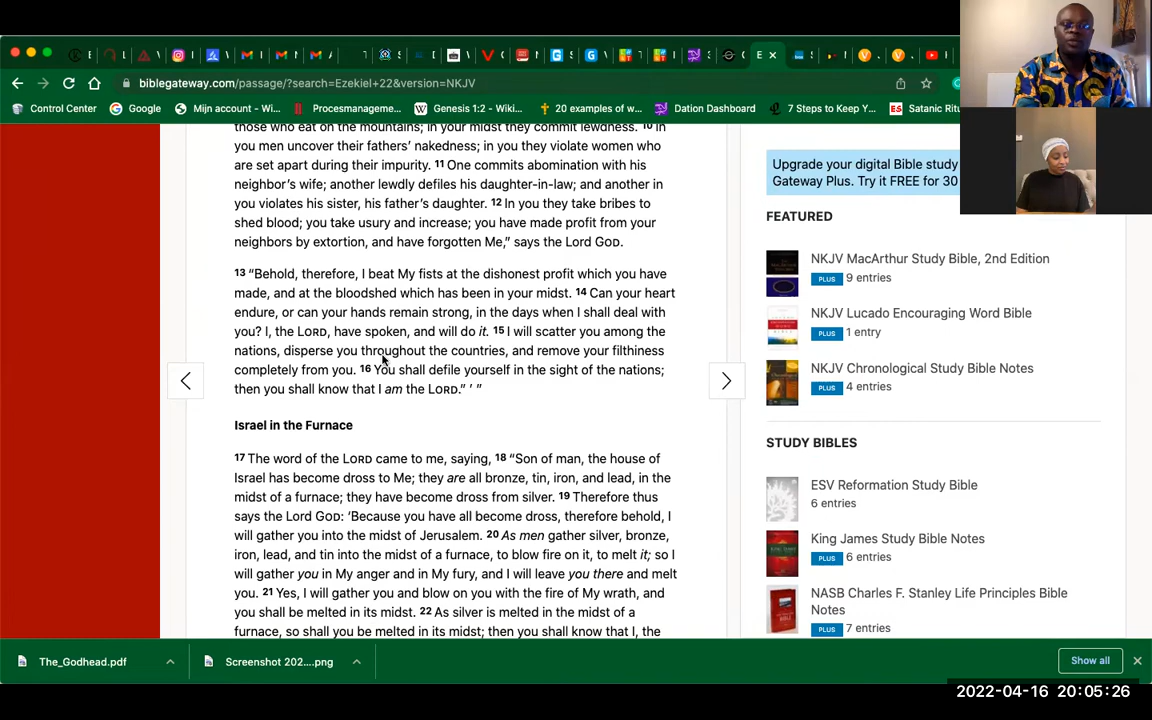 E
L
V
V
M
M
A
T
S
V
G
G
T
T
S
E
V
V
biblegateway.com/passage/?search=Ezekiel+22&version=NKJV
Control Center
Google
Mijn account - Wi...
Procesmanageme...
Genesis 1:2 - Wiki...
20 examples of w...
Dation Dashboard
7 Steps to Keep Y...
ES Satanic Ritu
those who eat on the mountains; in your midst they commit lewdness. 10 In
you men uncover their fathers’ nakedness; in you they violate women who
are set apart during their impurity. 11 One commits abomination with his
neighbor’s wife; another lewdly defiles his daughter-in-law; and another in
you violates his sister, his father’s daughter. 12 In you they take bribes to
shed blood; you take usury and increase; you have made profit from your
neighbors by extortion, and have forgotten Me,” says the Lord GOD.
13 “Behold, therefore, I beat My fists at the dishonest profit which you have
made, and at the bloodshed which has been in your midst. 14 Can your heart
endure, or can your hands remain strong, in the days when I shall deal with
you? I, the LORD, have spoken, and will do it. 15 I will scatter you among the
nations, disperse you throughout the countries, and remove your filthiness
completely from you. 16 You shall defile yourself in the sight of the nations;
then you shall know that I am the LORD.” ’ ”
Israel in the Furnace
17 The word of the LORD came to me, saying, 18 “Son of man, the house of
Israel has become dross to Me; they are all bronze, tin, iron, and lead, in the
midst of a furnace; they have become dross from silver. 19 Therefore thus
says the Lord GOD: ‘Because you have all become dross, therefore behold, I
will gather you into the midst of Jerusalem. 20 As men gather silver, bronze,
iron, lead, and tin into the midst of a furnace, to blow fire on it, to melt it; so I
will gather you in My anger and in My fury, and I will leave you there and melt
you. 21 Yes, I will gather you and blow on you with the fire of My wrath, and
you shall be melted in its midst. 22 As silver is melted in the midst of a
furnace, so shall you be melted in its midst; then you shall know that I, the
Upgrade your digital Bible study
Gateway Plus. Try it FREE for 30
FEATURED
NKJV MacArthur Study Bible, 2nd Edition
PLUS 9 entries
NKJV Lucado Encouraging Word Bible
PLUS 1 entry
NKJV Chronological Study Bible Notes
PLUS 4 entries
STUDY BIBLES
ESV Reformation Study Bible
6 entries
King James Study Bible Notes
PLUS 6 entries
NASB Charles F. Stanley Life Principles Bible
Notes
PLUS 7 entries
The_Godhead.pdf
Screenshot 202....png
Show all
2022-04-16 20:05:26